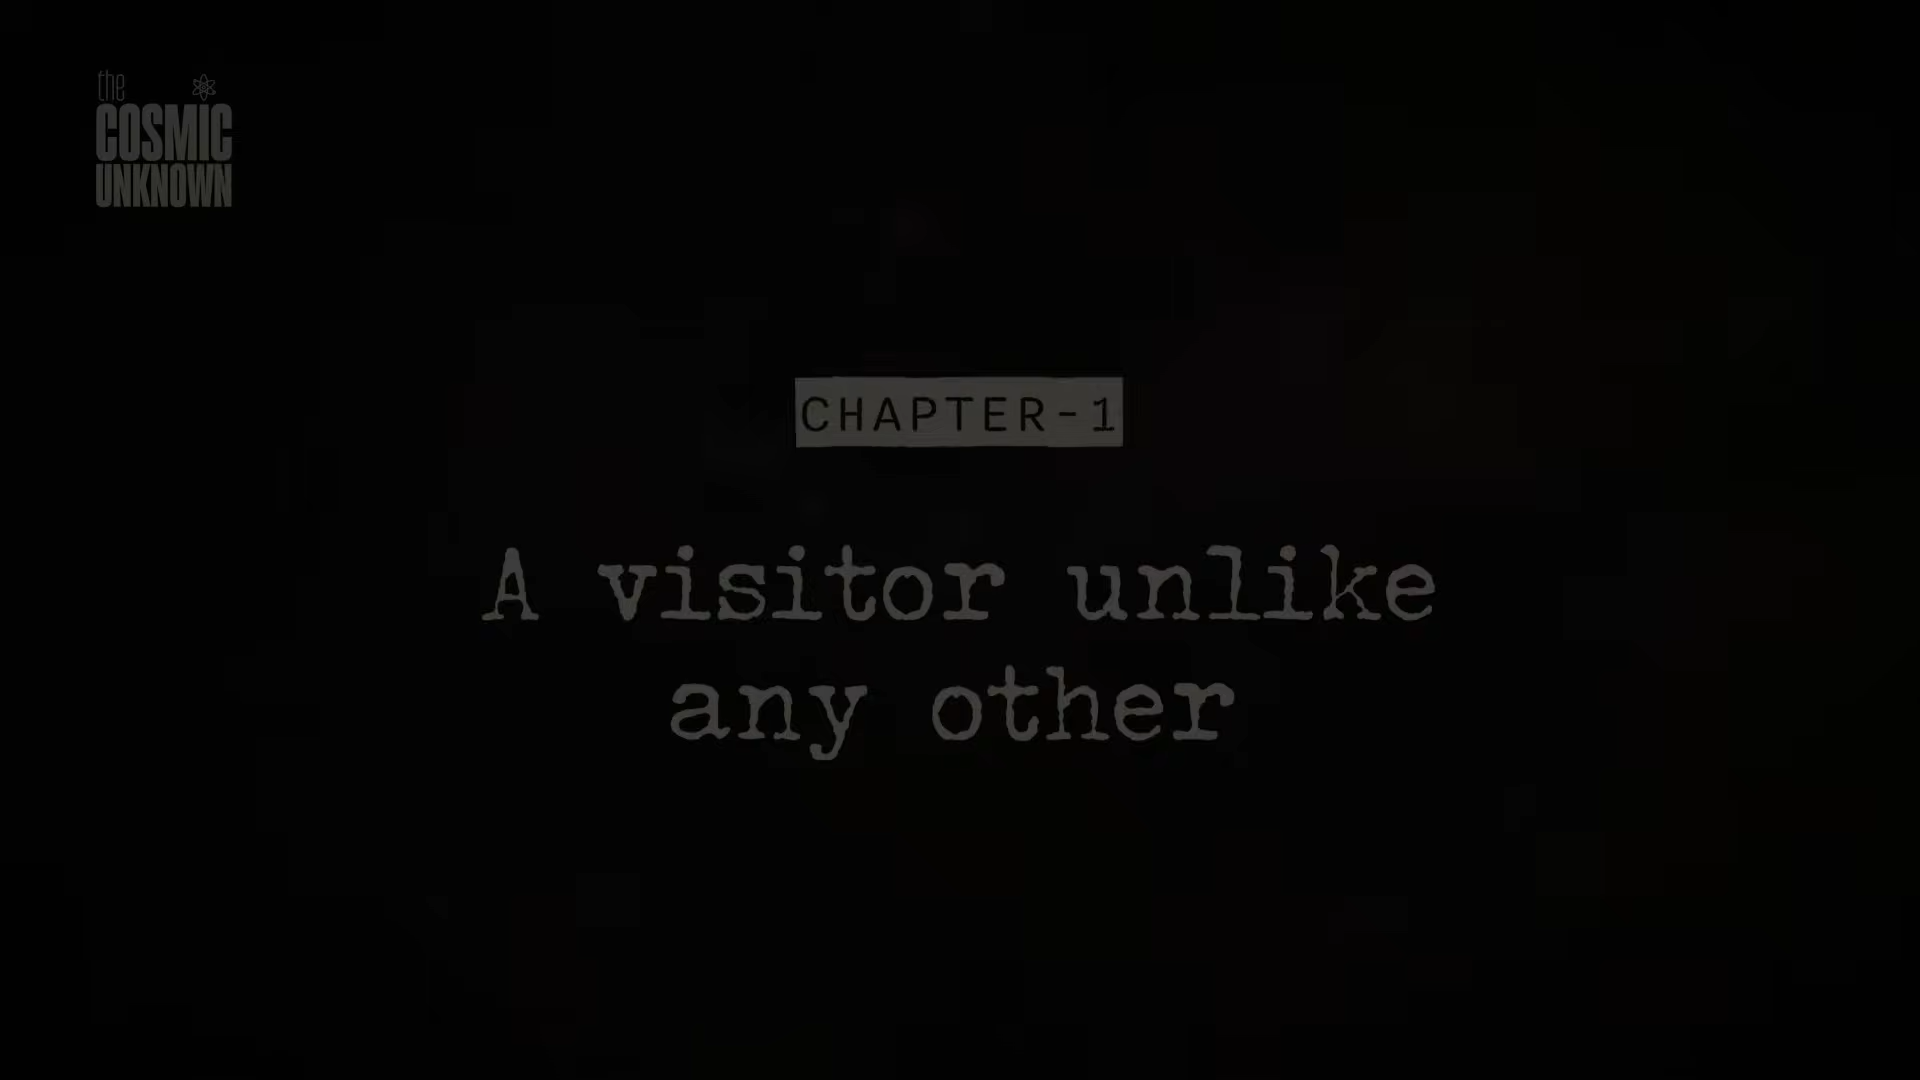 the
COSMIC
UNKNOWN
CHAPTER-1
A visitor unlike
any other